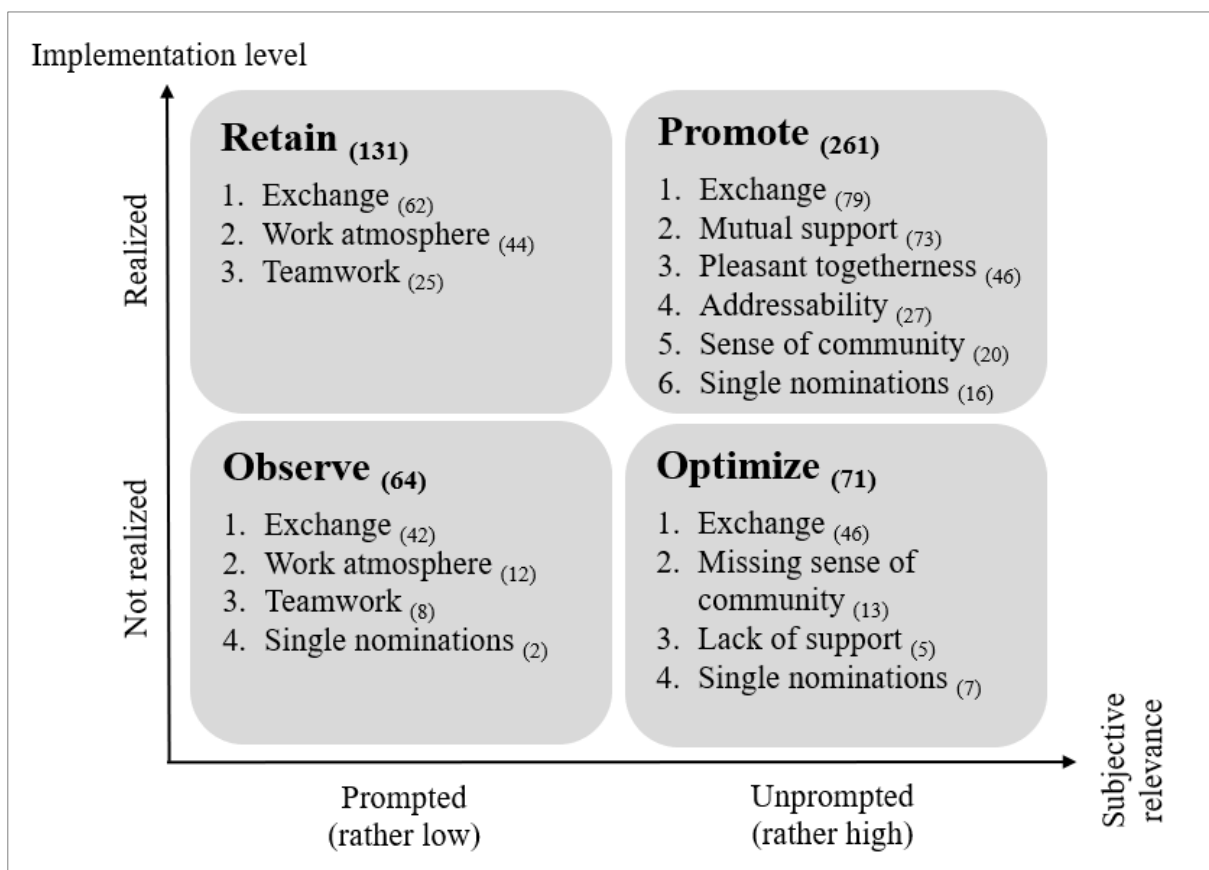 Implementation level
Realized
Not realized
Retain (131)
1. Exchange (62)
2. Work atmosphere (44)
3. Teamwork (25)
Promote (261)
1. Exchange (79)
2. Mutual support (73)
3. Pleasant togetherness (46)
4. Addressability (27)
5. Sense of community (20)
6. Single nominations (16)
Observe (64)
1. Exchange (42)
2. Work atmosphere (12)
3. Teamwork (8)
4. Single nominations (2)
Optimize (71)
1. Exchange (46)
2. Missing sense of
community (13)
3. Lack of support (5)
4. Single nominations (7)
Prompted
(rather low)
Unprompted
(rather high)
Subjective
relevance